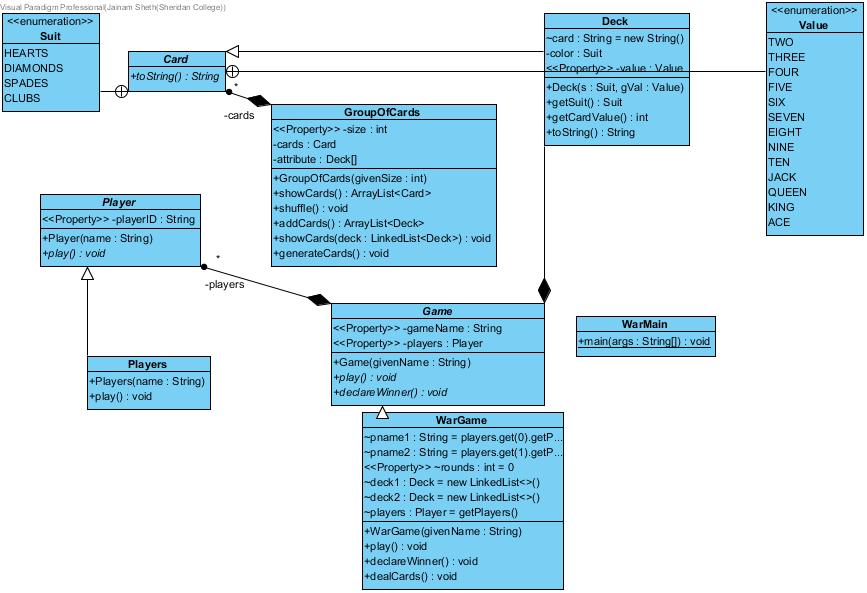 Visual Paradigm Professional(Jainam Sheth(Sheridan College))
<<enumeration>>
Suit
HEARTS
DIAMONDS
SPADES
CLUBS
Card
+toString() : String
*
-cards
GroupOfCards
<<Property>> -size : int
-cards : Card
-attribute : Deck[]
+GroupOfCards(givenSize : int)
+showCards() : ArrayList<Card>
+shuffle() : void
+addCards() : ArrayList<Deck>
+showCards(deck : LinkedList<Deck>) : void
+generateCards() : void
Deck
~card : String = new String()
-color : Suit
<<Property>> -value : Value
+Deck(s : Suit, gVal : Value)
+getSuit() : Suit
+getCardValue() : int
+toString() : String
<<enumeration>>
Value
TWO
THREE
FOUR
FIVE
SIX
SEVEN
EIGHT
NINE
TEN
JACK
QUEEN
KING
ACE
Player
<<Property>> -playerID : String
+Player(name : String)
+play() : void
*
-players
Players
+Players(name : String)
+play() : void
Game
<<Property>> -gameName : String
<<Property>> -players : Player
+Game(givenName : String)
+play() : void
+declareWinner() : void
WarMain
+main(args : String[]) : void
WarGame
~pname1 : String = players.get(0).getP...
~pname2 : String = players.get(1).getP...
<<Property>> ~rounds : int = 0
~deck1 : Deck = new LinkedList<>()
~deck2 : Deck = new LinkedList<>()
~players : Player = getPlayers()
+WarGame(givenName : String)
+play() : void
+declareWinner() : void
+dealCards() : void